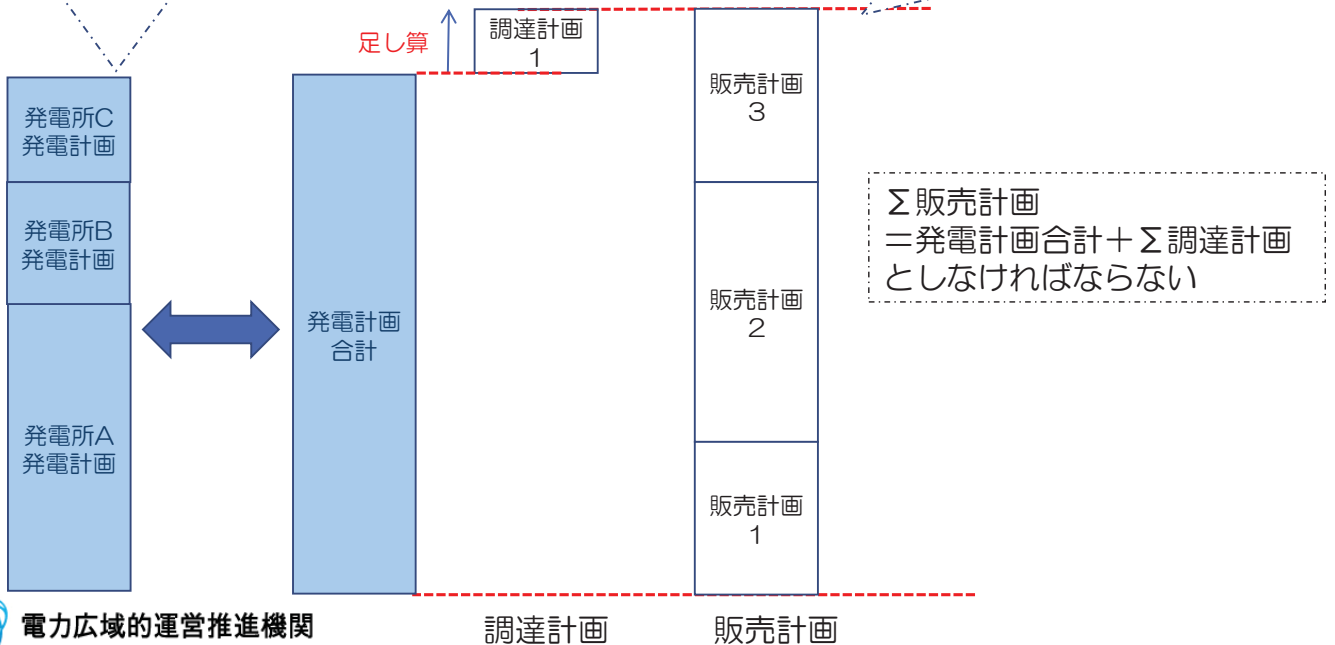 足し算
調達計画
1
発電所C
発電計画
発電所B
発電計画
発電所A
発電計画
発電計画
合計
販売計画
3
販売計画
2
販売計画
1
Σ販売計画
＝発電計画合計＋Σ調達計画
としなければならない
電力広域的運営推進機関
調達計画
販売計画